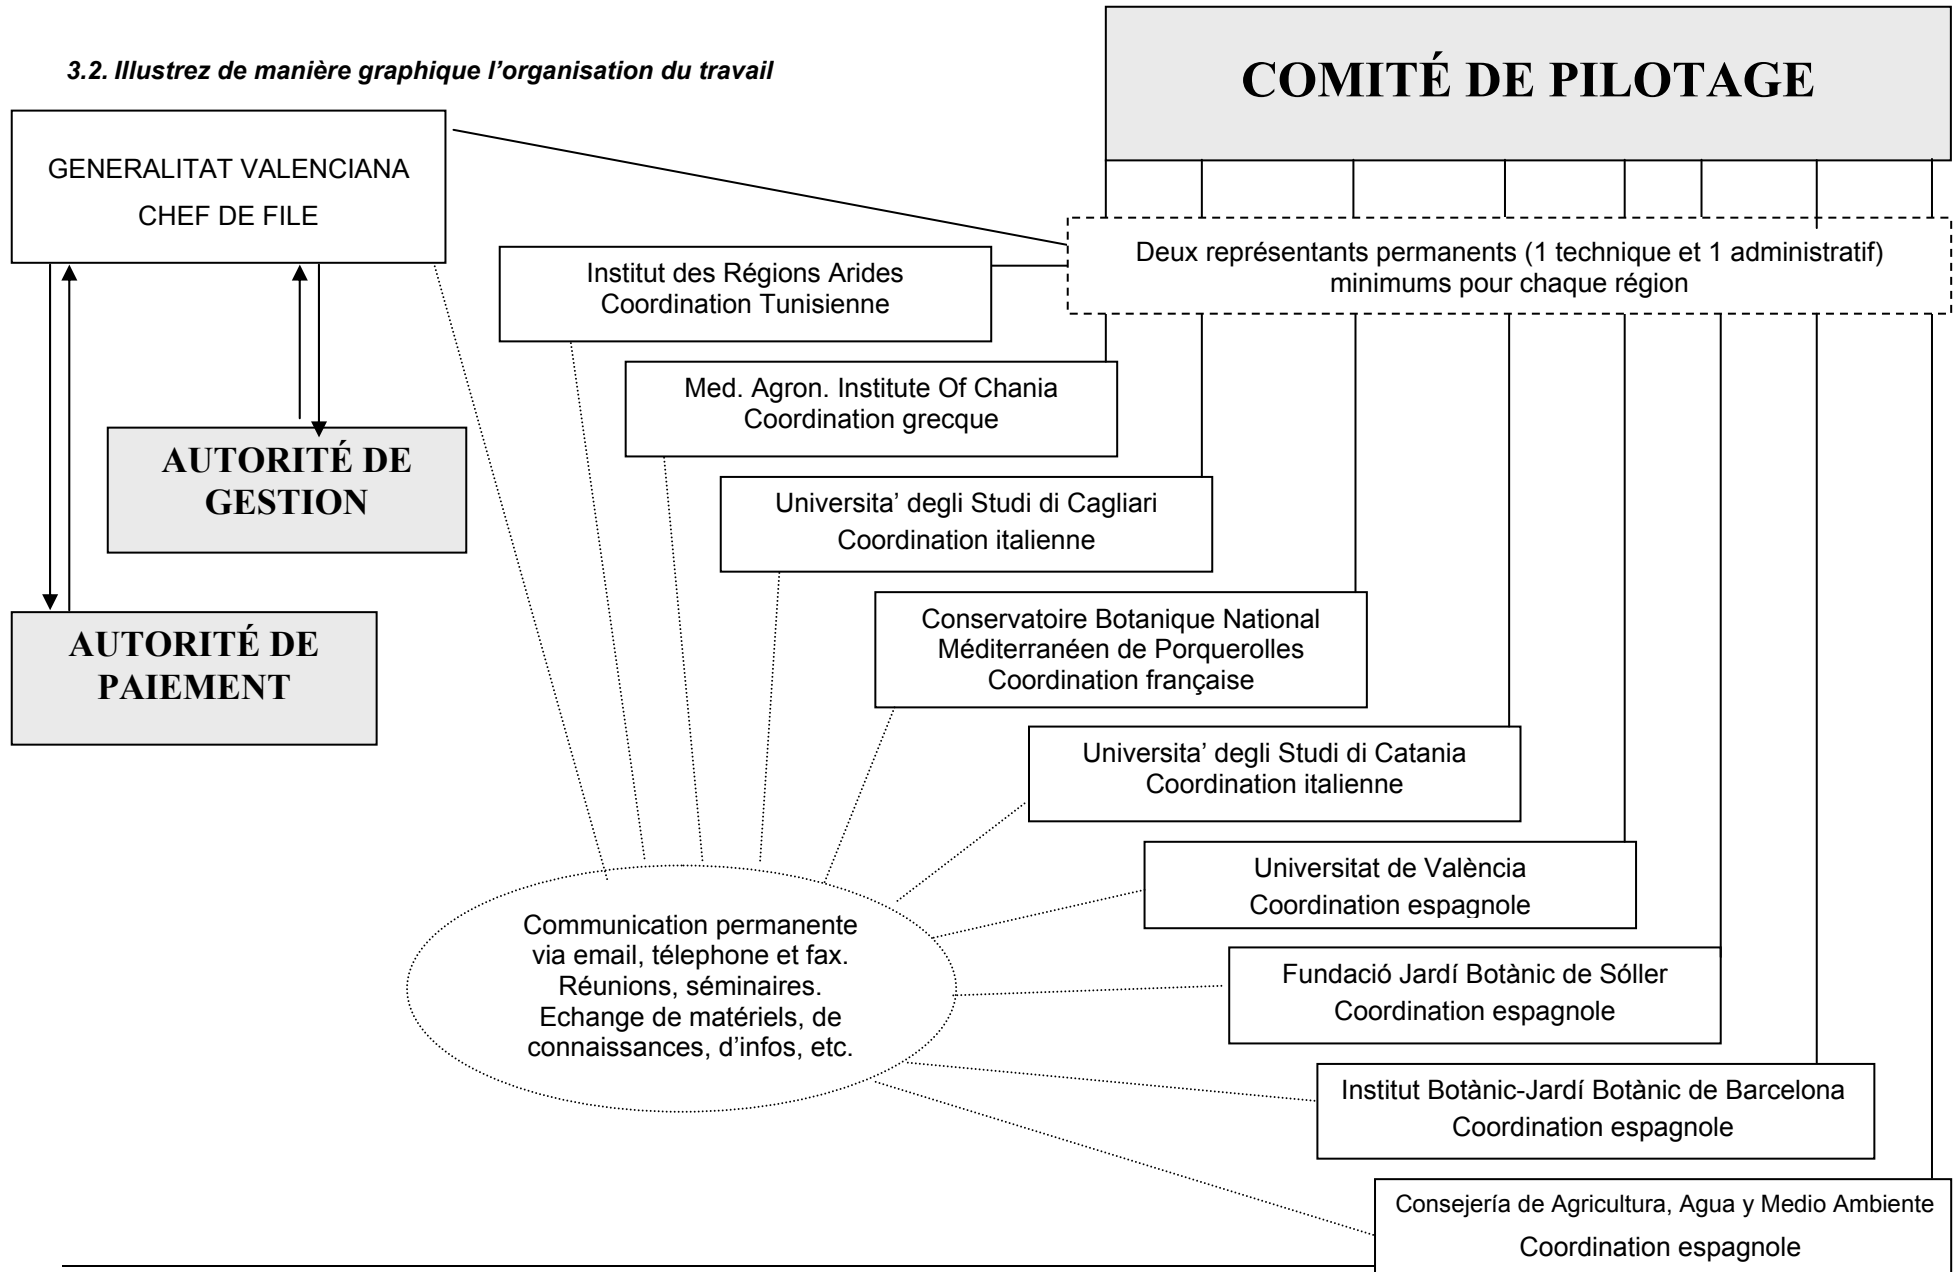 3.2. Illustrez de manière graphique l’organisation du travail
COMITÉ DE PILOTAGE
GENERALITAT VALENCIANA
CHEF DE FILE
Deux représentants permanents (1 technique et 1 administratif)
minimums pour chaque région
Institut des Régions Arides
Coordination Tunisienne
Med. Agron. Institute Of Chania
Coordination grecque
AUTORITÉ DE
GESTION
Universita’ degli Studi di Cagliari
Coordination italienne
Conservatoire Botanique National
Méditerranéen de Porquerolles
Coordination française
AUTORITÉ DE
PAIEMENT
Universita’ degli Studi di Catania
Coordination italienne
Universitat de València
Coordination espagnole
Communication permanente
via email, télephone et fax.
Réunions, séminaires.
Echange de matériels, de
connaissances, d’infos, etc.
Fundació Jardí Botànic de Sóller
Coordination espagnole
Institut Botànic-Jardí Botànic de Barcelona
Coordination espagnole
Consejería de Agricultura, Agua y Medio Ambiente
Coordination espagnole